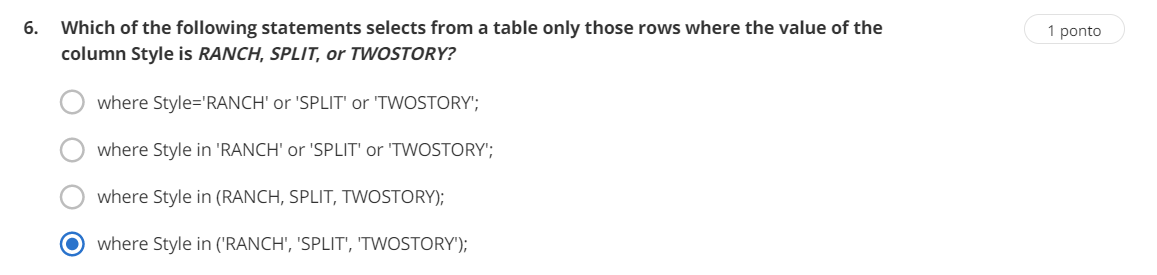 6. Which of the following statements selects from a table only those rows where the value of the
column Style is RANCH, SPLIT, or TWOSTORY?
1 ponto
where Style='RANCH' or 'SPLIT' or 'TWOSTORY';
where Style in 'RANCH' or 'SPLIT' or 'TWOSTORY';
where Style in (RANCH, SPLIT, TWOSTORY);
where Style in ('RANCH', 'SPLIT', 'TWOSTORY');